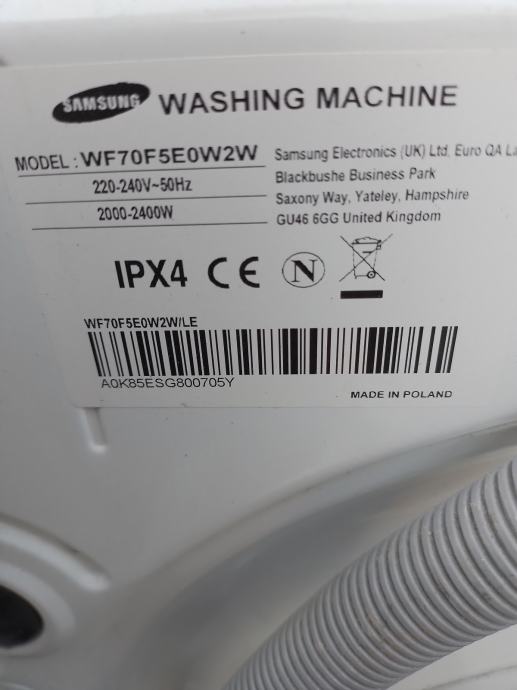 SAMSUNG WASHING MACHINE
MODEL : WF70F5E0W2W
220-240V~50Hz
2000-2400W
Samsung Electronics (UK) Ltd, Euro QA
Blackbushe Business Park
Saxony Way, Yateley, Hampshire
GU46 6GG United Kingdom
IPX4 CE N
WF70F5E0W2W/LE
A0K85ESG800705Y
MADE IN POLAND